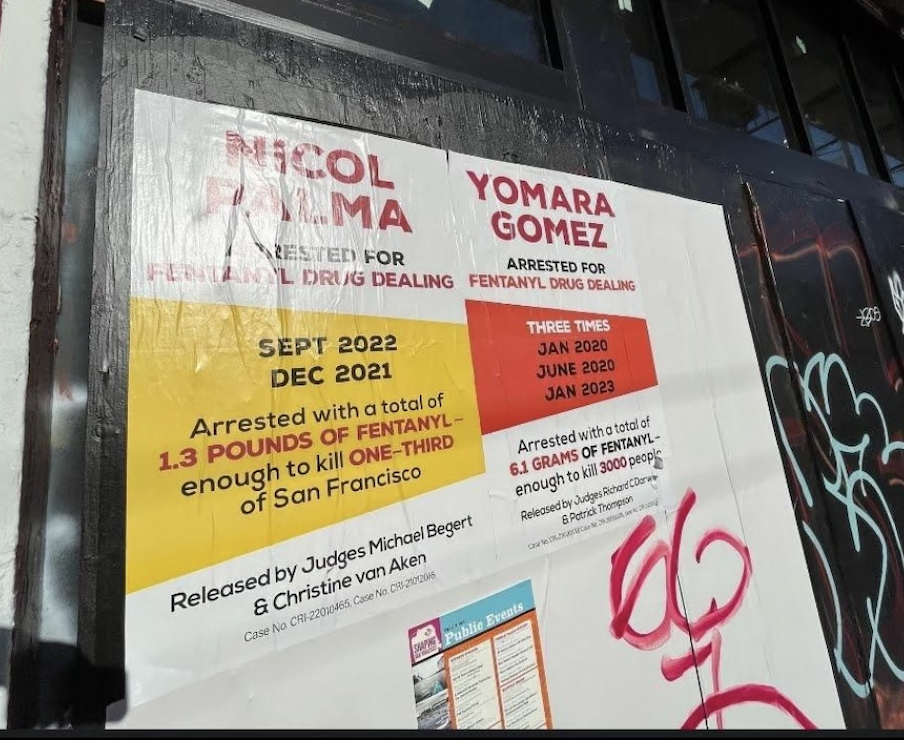 NICOL
PALMA
ARRESTED FOR
FENTANYL DRUG DEALING
SEPT 2022
DEC 2021
Arrested with a total of
1.3 POUNDS OF FENTANYL–
enough to kill ONE-THIRD
of San Francisco
Released by Judges Michael Begert
& Christine van Aken
Case No. CRI-22010465, Case No. CRI-21012016
YOMARA
GOMEZ
ARRESTED FOR
FENTANYL DRUG DEALING
THREE TIMES
JAN 2020
JUNE 2020
JAN 2023
Arrested with a total of
6.1 GRAMS OF FENTANYL–
enough to kill 3000 people
Released by Judges Richard C Darwin
& Patrick Thompson
SHAPING
SAN FRANCISCO
Public Events